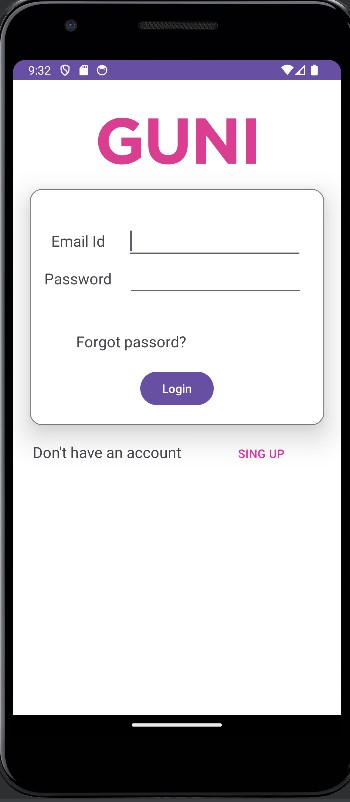 9:32
GUNI
Email Id
Password
Forgot passord?
Login
Don't have an account SING UP